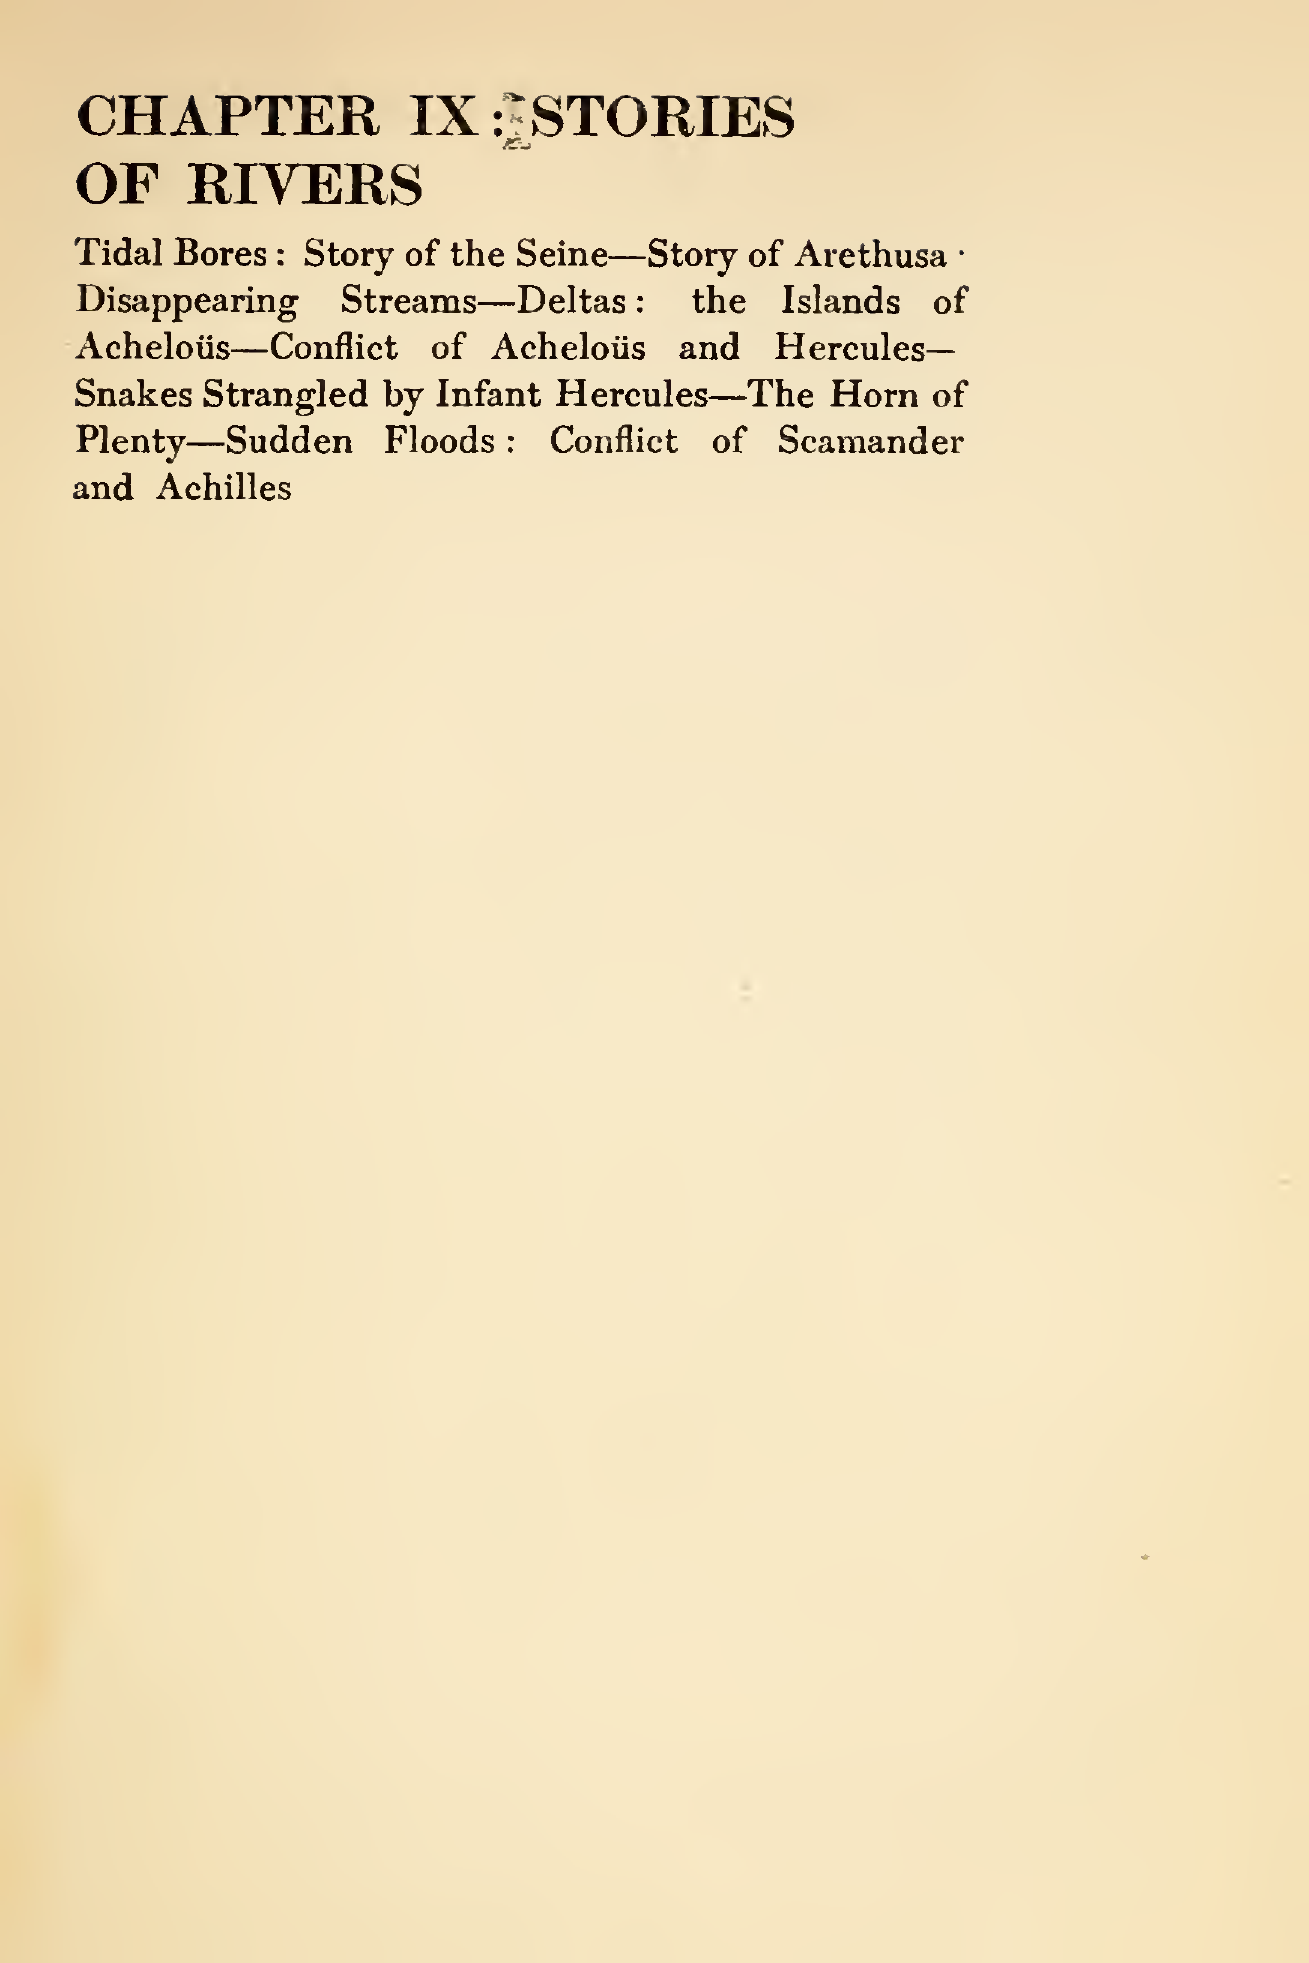 CHAPTER IX: STORIES
OF RIVERS
Tidal Bores: Story of the Seine—Story of Arethusa ·
Disappearing Streams—Deltas: the Islands of
Acheloüs—Conflict of Acheloüs and Hercules—
Snakes Strangled by Infant Hercules—The Horn of
Plenty—Sudden Floods: Conflict of Scamander
and Achilles